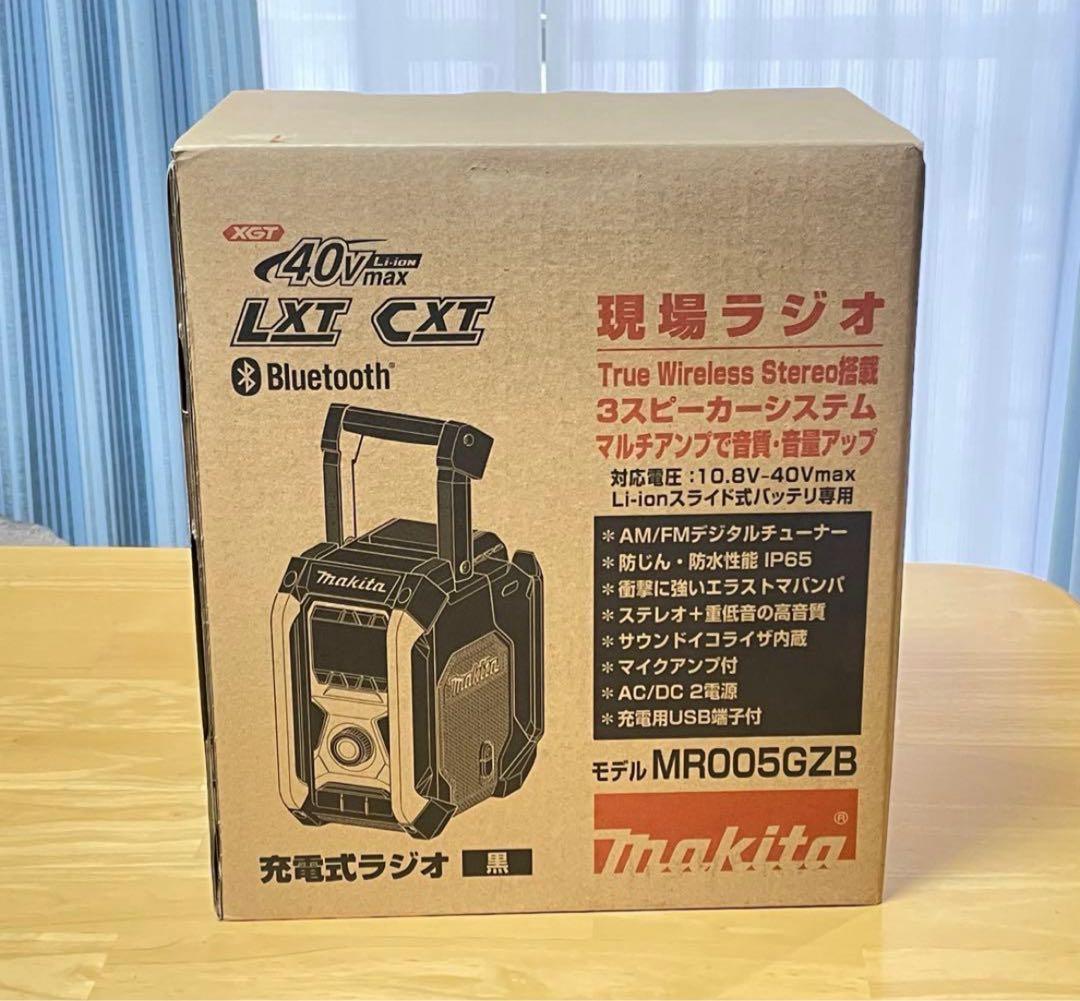 XGT
40Vmax Li-ion
LXT CXT
Bluetooth®
現場ラジオ
True Wireless Stereo搭載
3スピーカーシステム
マルチアンプで音質・音量アップ
対応電圧：10.8V-40Vmax
Li-ionスライド式バッテリ専用
＊AM/FMデジタルチューナー
＊防じん・防水性能 IP65
＊衝撃に強いエラストマバンパ
＊ステレオ＋重低音の高音質
＊サウンドイコライザ内蔵
＊マイクアンプ付
＊AC/DC 2電源
＊充電用USB端子付
モデル MR005GZB
makita®
makita
makita
充電式ラジオ 黒